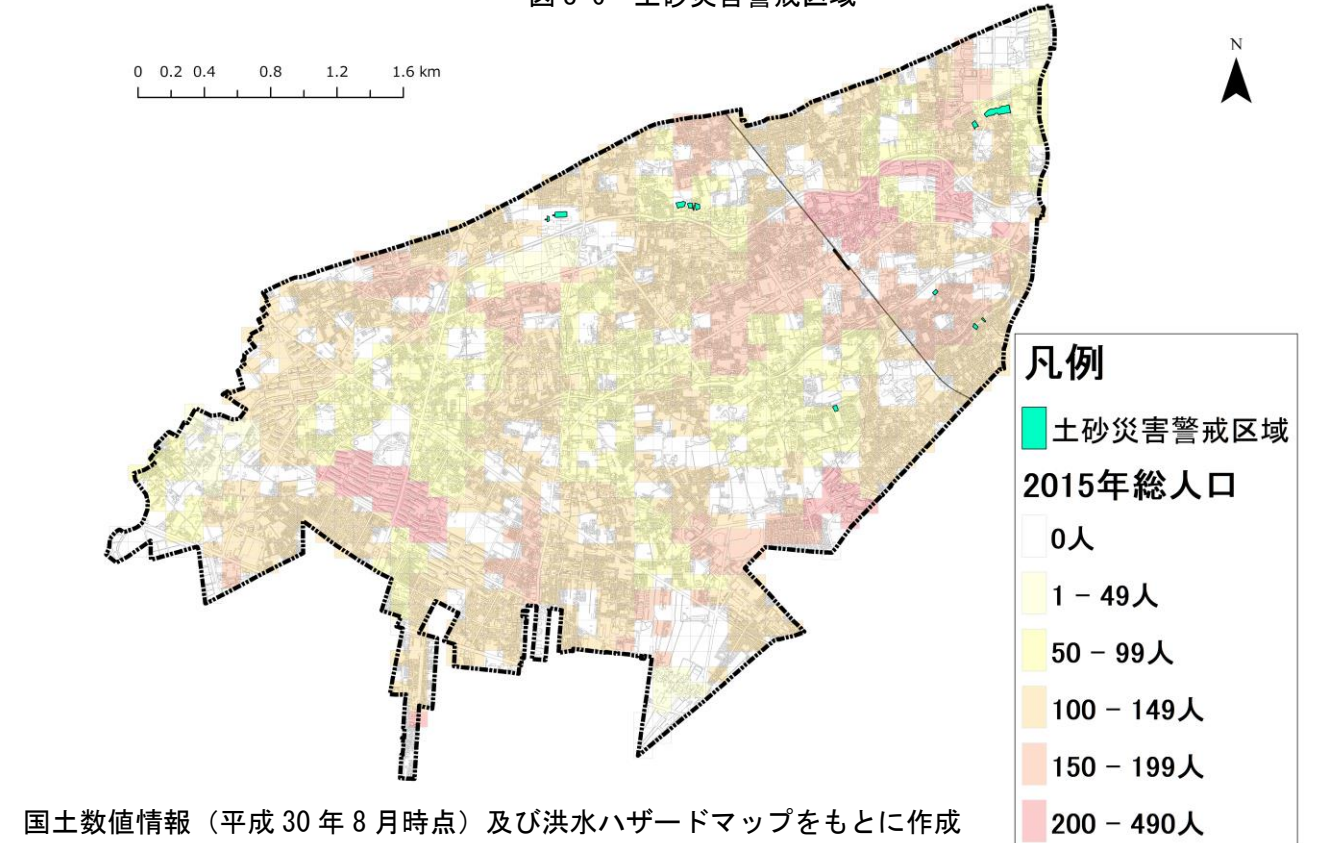 0 0.2 0.4 0.8 1.2 1.6 km
N
凡例
土砂災害警戒区域
2015年総人口
0人
1 - 49人
50 - 99人
100 - 149人
150 - 199人
200 - 490人
国土数値情報（平成 30 年 8 月時点）及び洪水ハザードマップをもとに作成